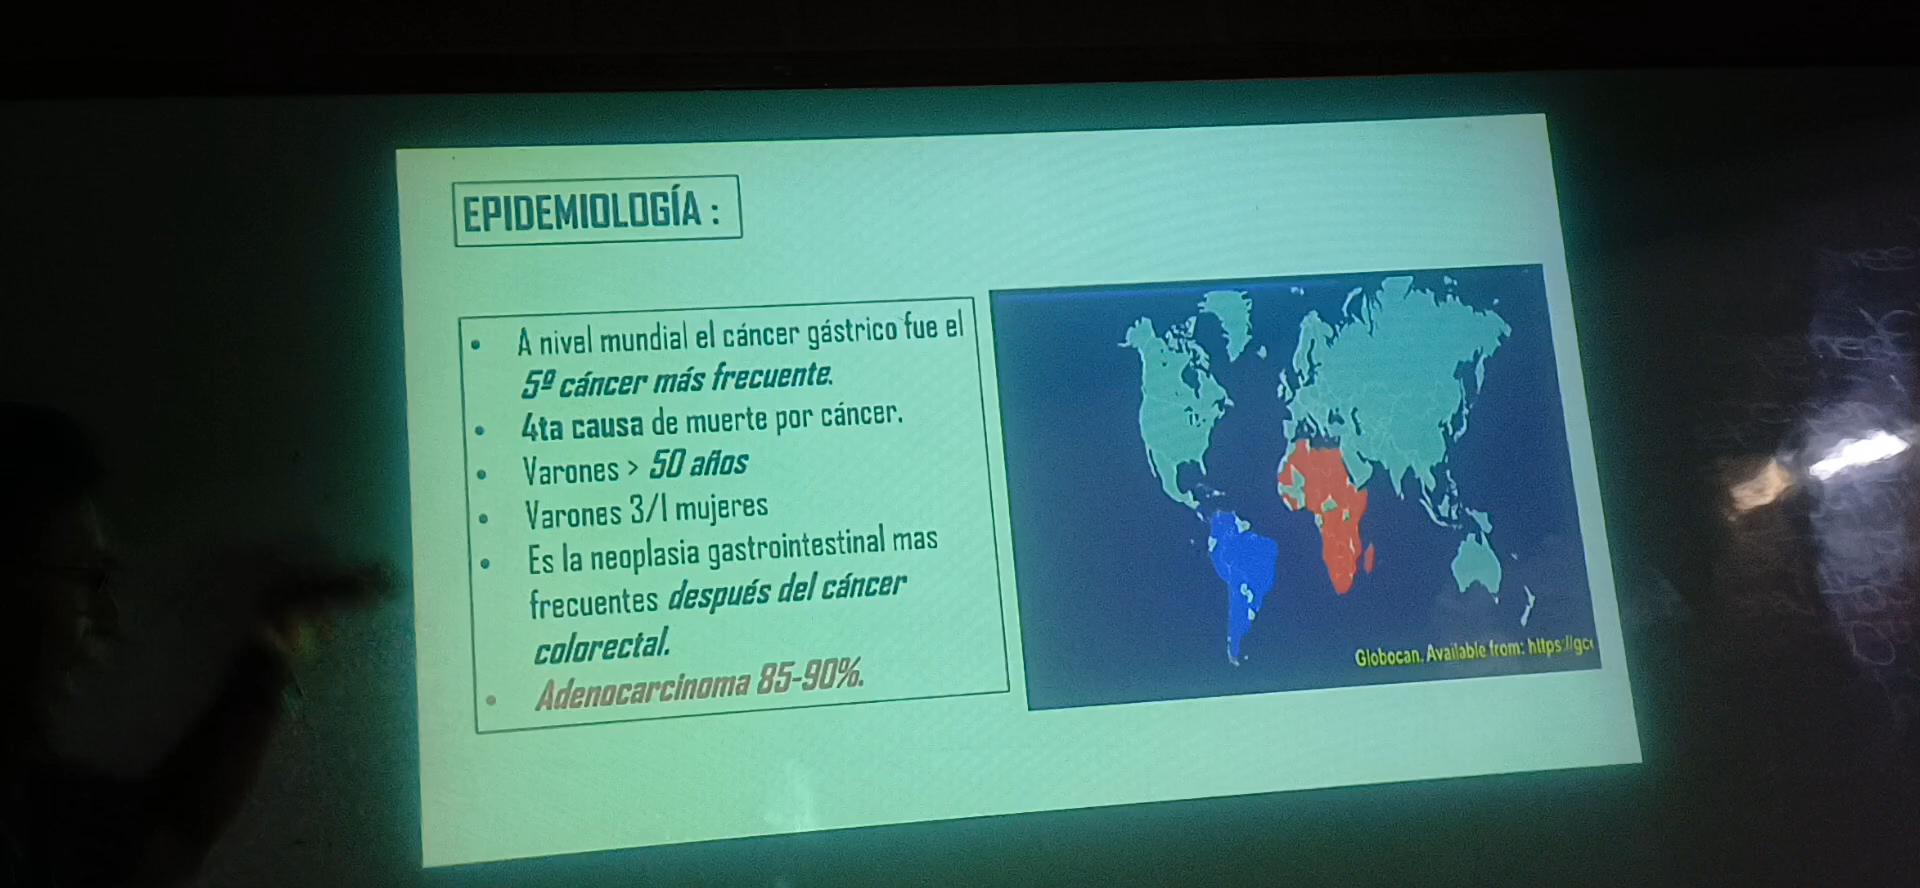 EPIDEMIOLOGÍA :
• A nivel mundial el cáncer gástrico fue el
5º cáncer más frecuente.
• 4ta causa de muerte por cáncer.
• Varones > 50 años
• Varones 3/1 mujeres
• Es la neoplasia gastrointestinal mas
frecuentes después del cáncer
colorectal.
• Adenocarcinoma 85-90%.
Globocan. Available from: https://gc